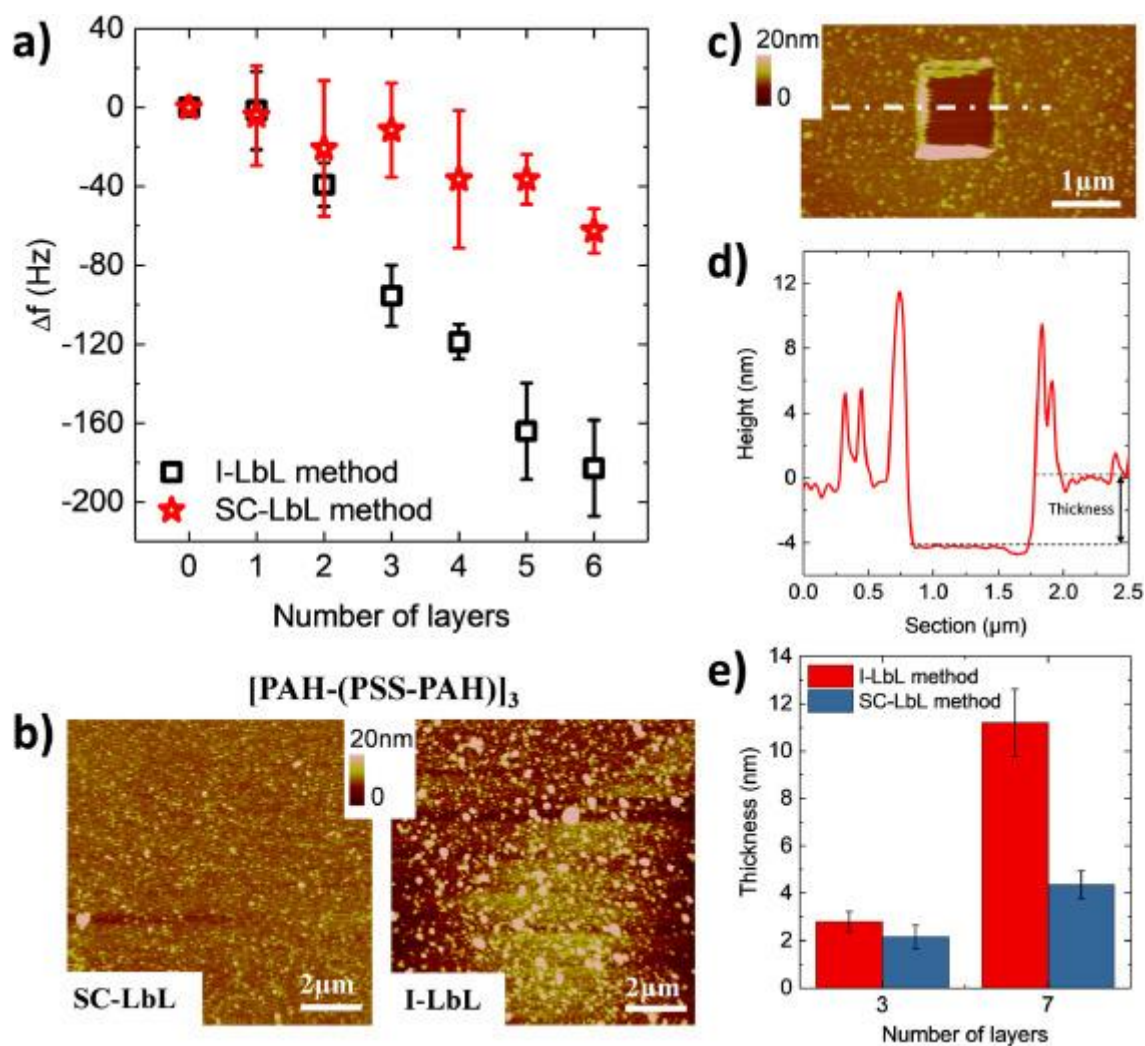 a)
40
0
-40
-80
-120
-160
-200
Δf (Hz)
I-LbL method
SC-LbL method
0 1 2 3 4 5 6
Number of layers
[PAH-(PSS-PAH)]3
b)
20nm
0
SC-LbL
2μm
I-LbL
2μm
c)
20nm
0
1μm
d)
12
8
4
0
-4
Height (nm)
Thickness
0.0 0.5 1.0 1.5 2.0 2.5
Section (μm)
e)
14
12
10
8
6
4
2
0
Thickness (nm)
I-LbL method
SC-LbL method
3 7
Number of layers